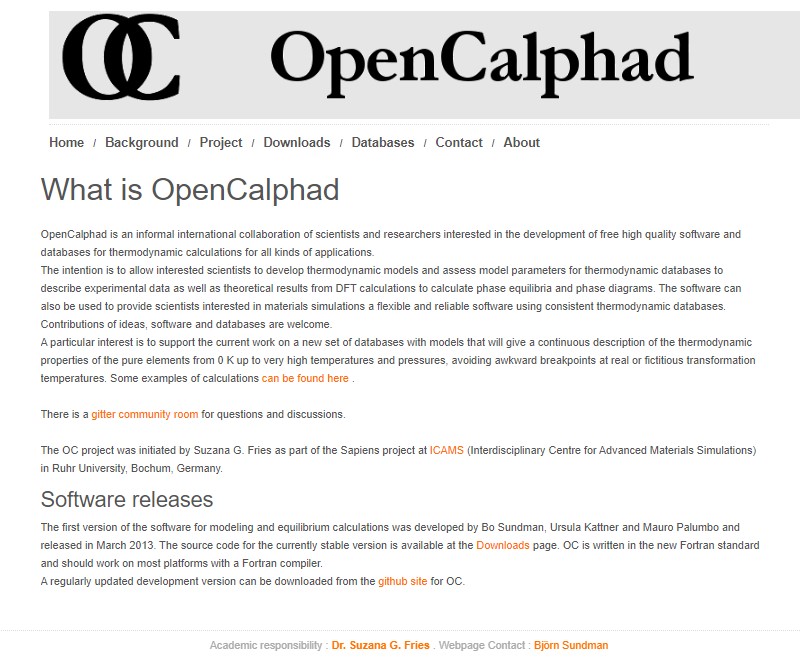 OC OpenCalphad
Home / Background / Project / Downloads / Databases / Contact / About
What is OpenCalphad
OpenCalphad is an informal international collaboration of scientists and researchers interested in the development of free high quality software and
databases for thermodynamic calculations for all kinds of applications.
The intention is to allow interested scientists to develop thermodynamic models and assess model parameters for thermodynamic databases to
describe experimental data as well as theoretical results from DFT calculations to calculate phase equilibria and phase diagrams. The software can
also be used to provide scientists interested in materials simulations a flexible and reliable software using consistent thermodynamic databases.
Contributions of ideas, software and databases are welcome.
A particular interest is to support the current work on a new set of databases with models that will give a continuous description of the thermodynamic
properties of the pure elements from 0 K up to very high temperatures and pressures, avoiding awkward breakpoints at real or fictitious transformation
temperatures. Some examples of calculations can be found here .
There is a gitter community room for questions and discussions.
The OC project was initiated by Suzana G. Fries as part of the Sapiens project at ICAMS (Interdisciplinary Centre for Advanced Materials Simulations)
in Ruhr University, Bochum, Germany.
Software releases
The first version of the software for modeling and equilibrium calculations was developed by Bo Sundman, Ursula Kattner and Mauro Palumbo and
released in March 2013. The source code for the currently stable version is available at the Downloads page. OC is written in the new Fortran standard
and should work on most platforms with a Fortran compiler.
A regularly updated development version can be downloaded from the github site for OC.
Academic responsibility : Dr. Suzana G. Fries . Webpage Contact : Björn Sundman